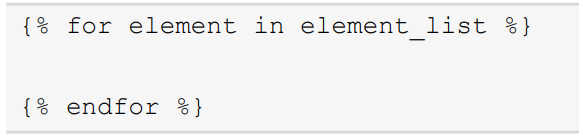 {% for element in element_list %}
{% endfor %}